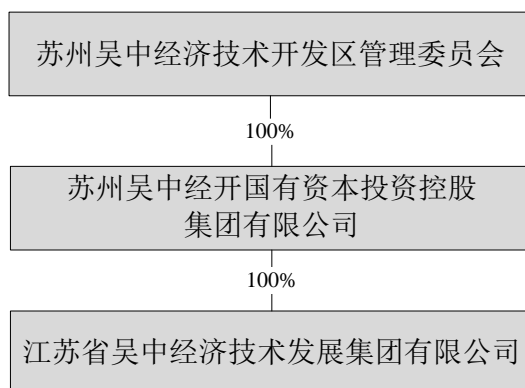 苏州吴中经济技术开发区管理委员会
100%
苏州吴中经开国有资本投资控股
集团有限公司
100%
江苏省吴中经济技术发展集团有限公司